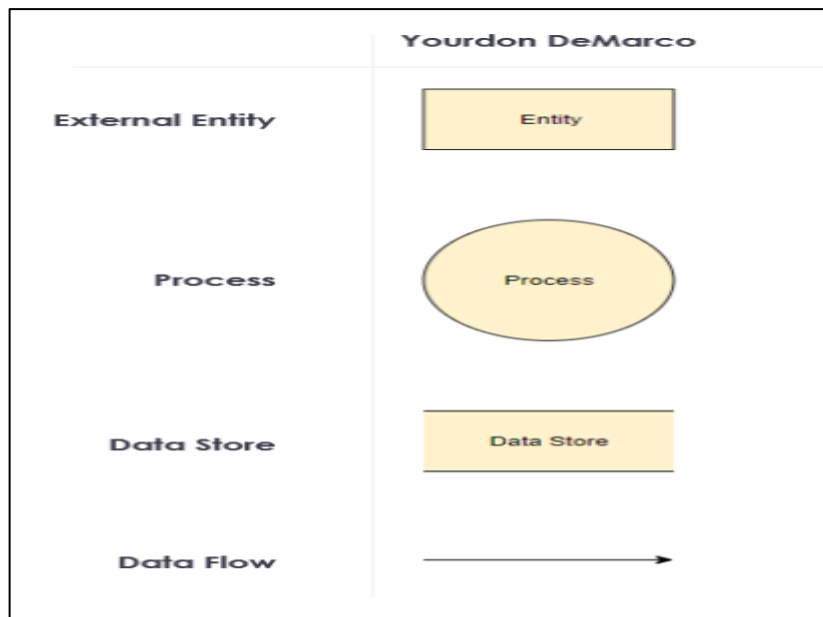 Yourdon DeMarco
External Entity
Entity
Process
Process
Data Store
Data Store
Data Flow